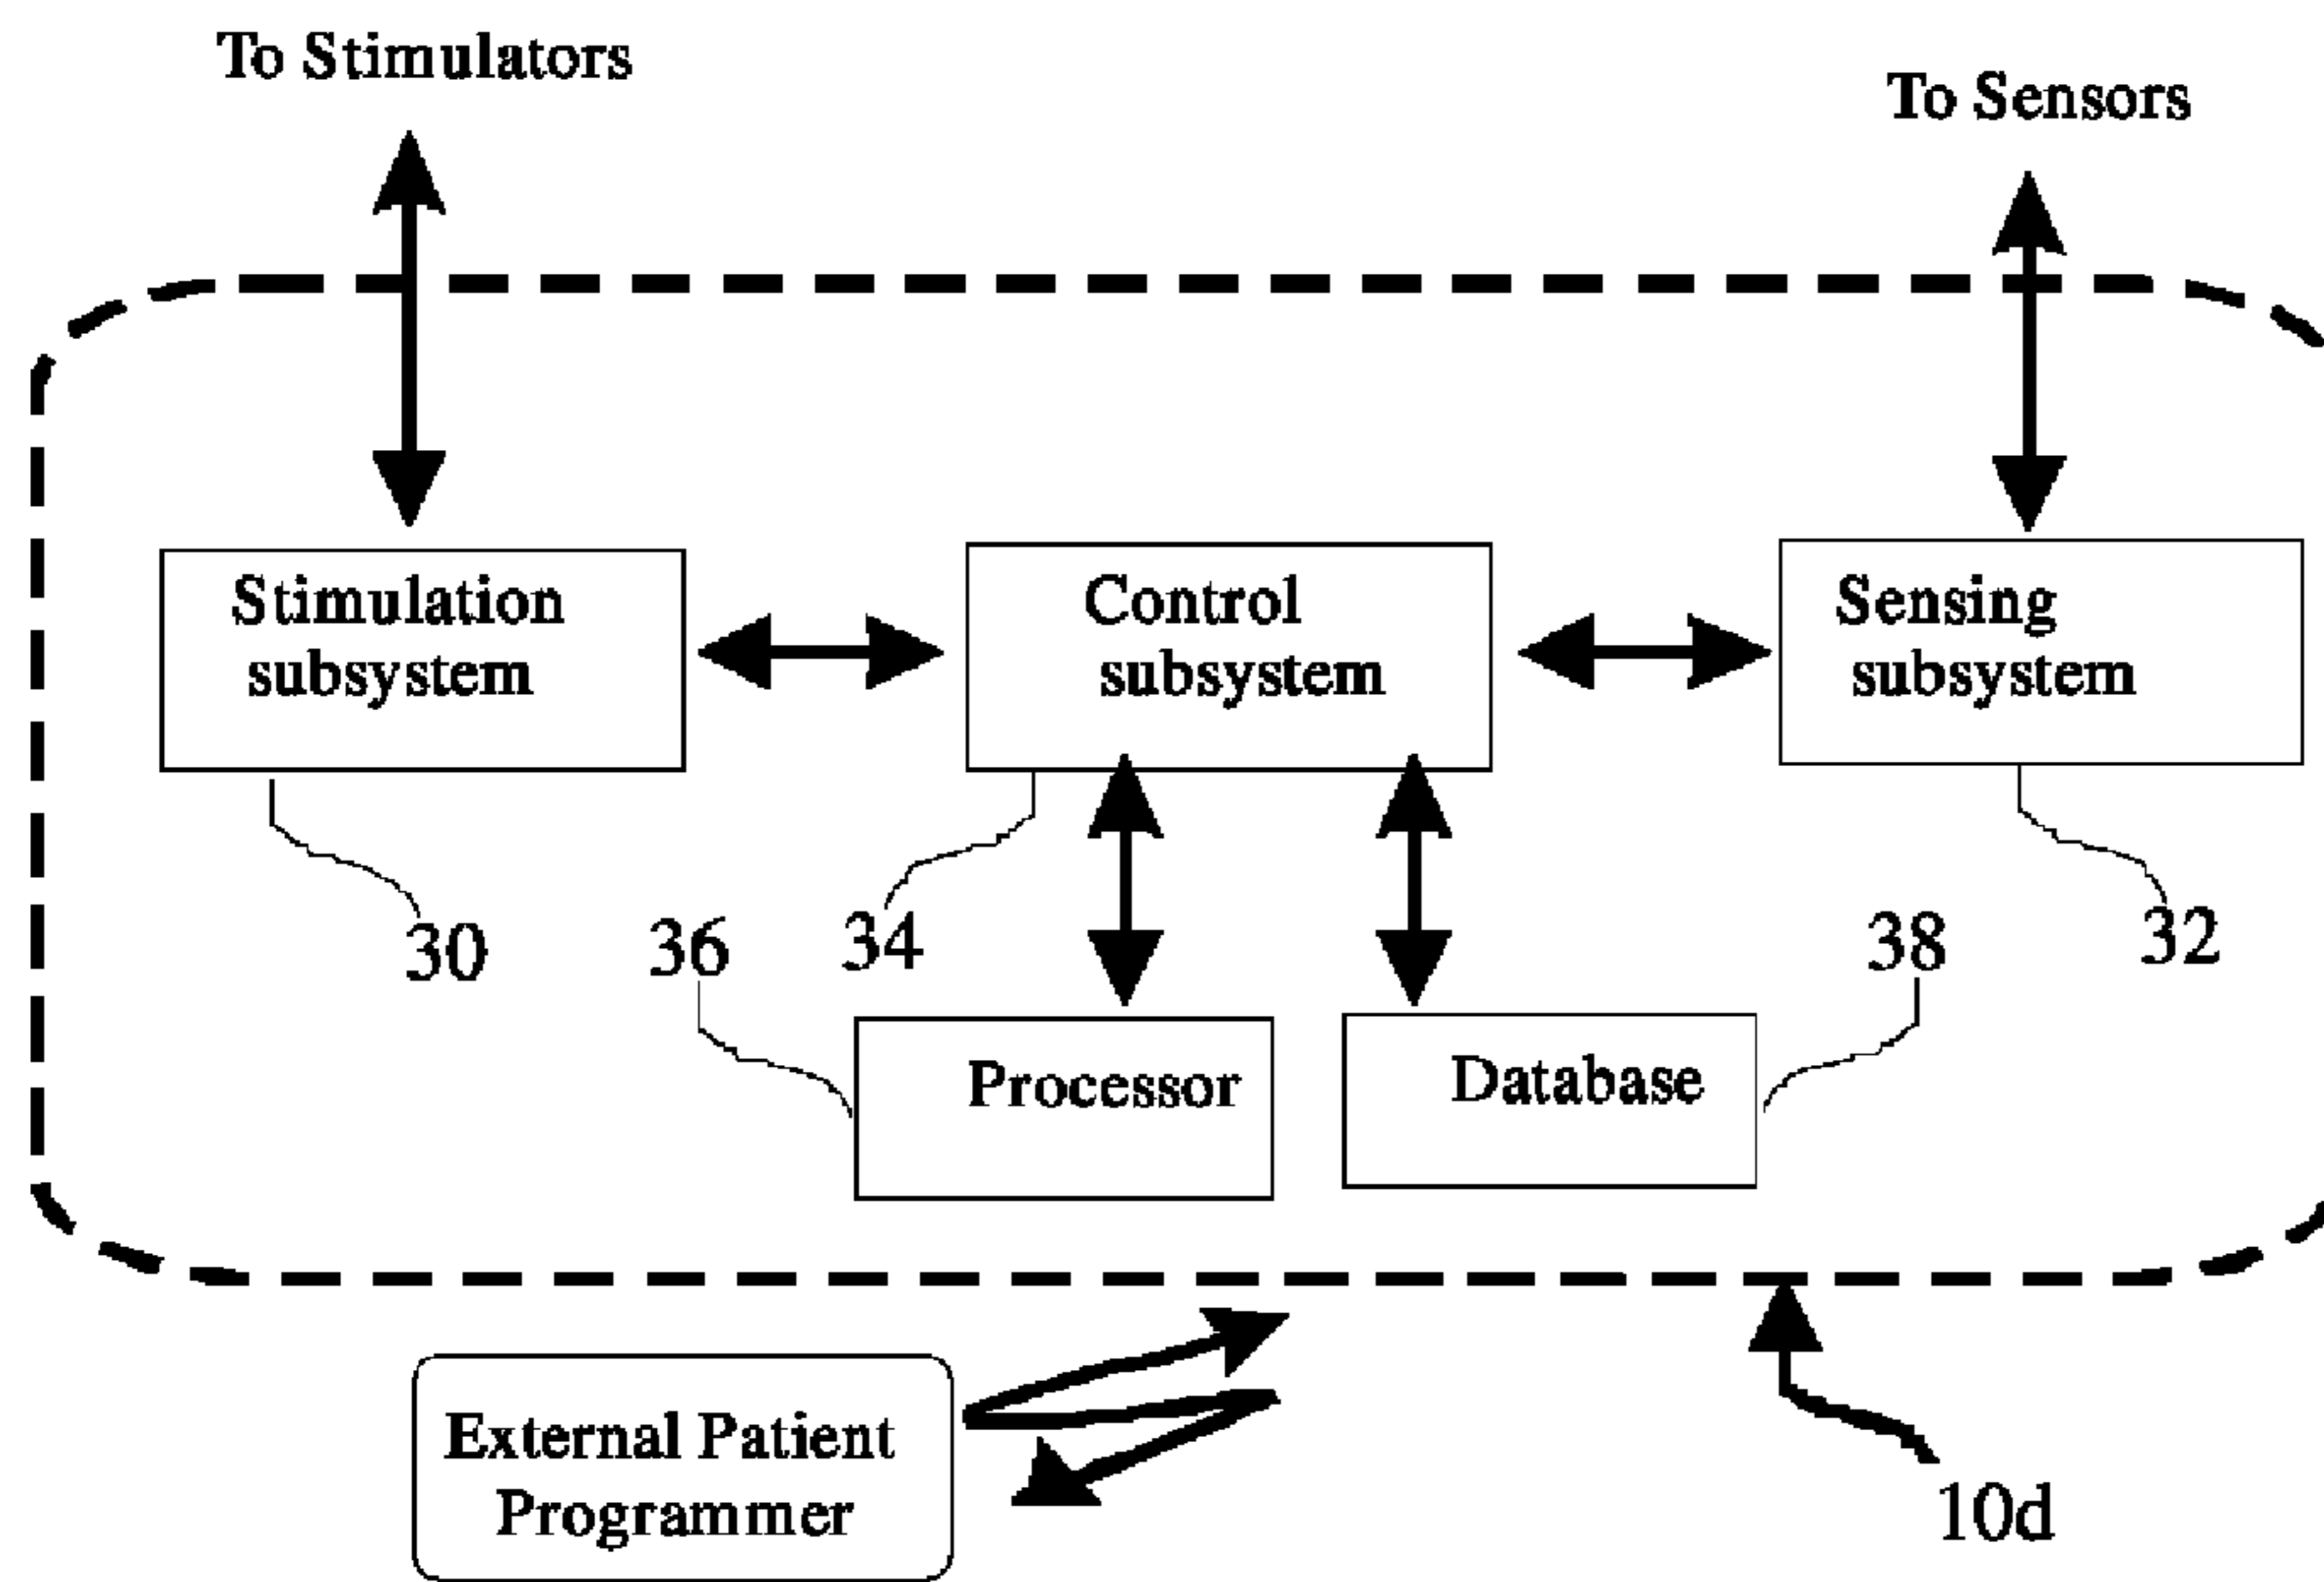 To Stimulators
To Sensors
Stimulation
subsystem
Control
subsystem
Sensing
subsystem
30
36
34
38
32
Processor
Database
External Patient
Programmer
10d